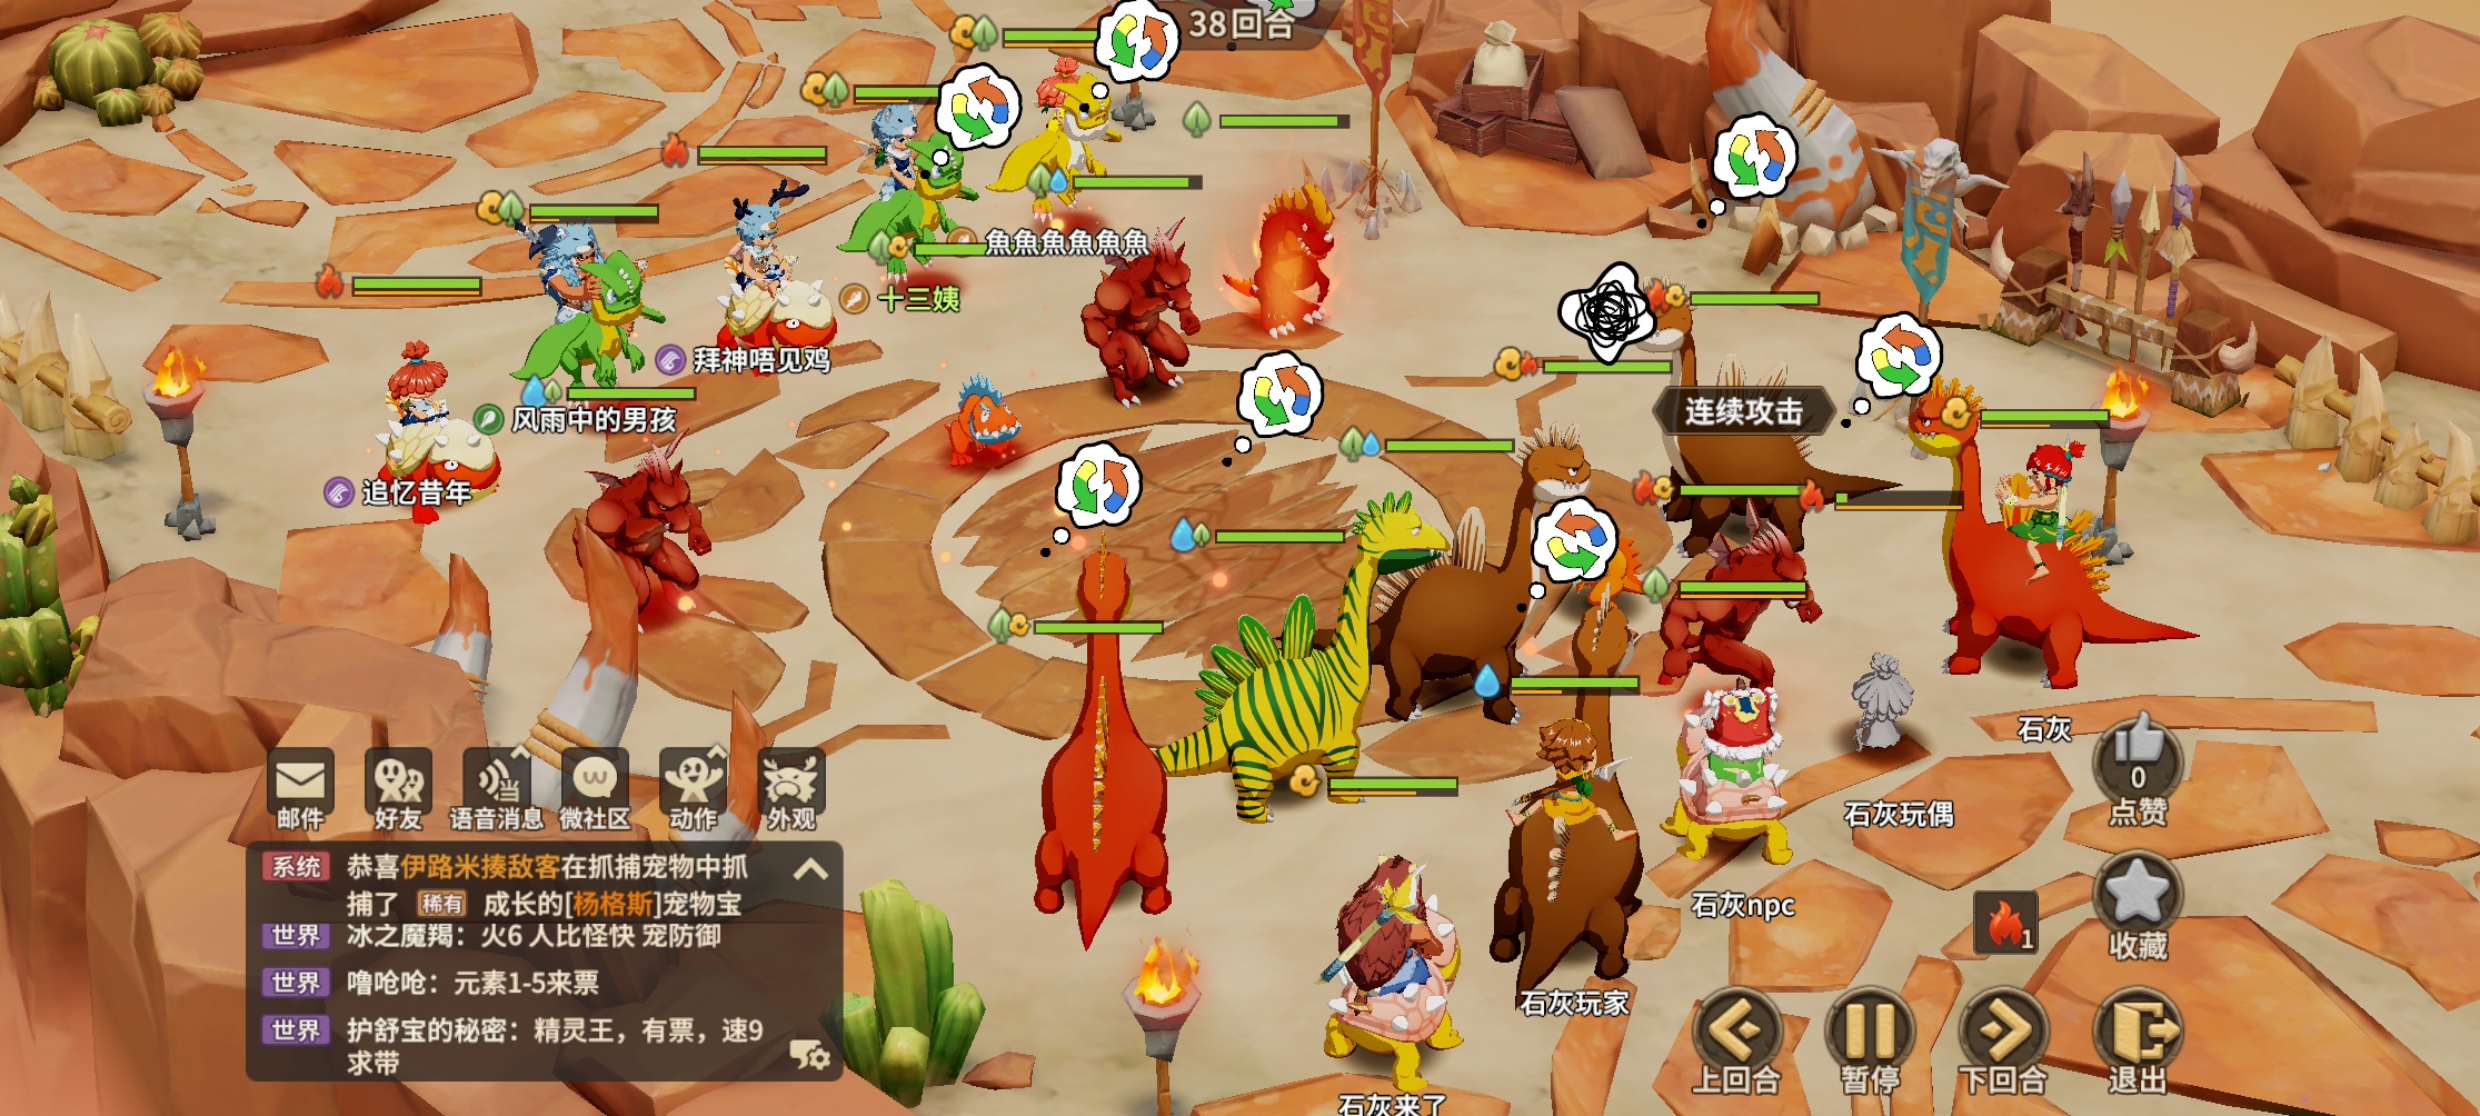 38回合
魚魚魚魚魚魚
十三姨
拜神唔见鸡
风雨中的男孩
追忆昔年
连续攻击
石灰
石灰玩偶
石灰npc
石灰玩家
石灰来了
0
点赞
收藏
1
邮件
好友
当
语音消息
微社区
动作
外观
系统 恭喜伊路米揍敌客在抓捕宠物中抓
捕了 稀有 成长的[杨格斯]宠物宝
世界 冰之魔羯：火6 人比怪快 宠防御
世界 噜呛呛：元素1-5来票
世界 护舒宝的秘密：精灵王，有票，速9
求带
上回合
暂停
下回合
退出